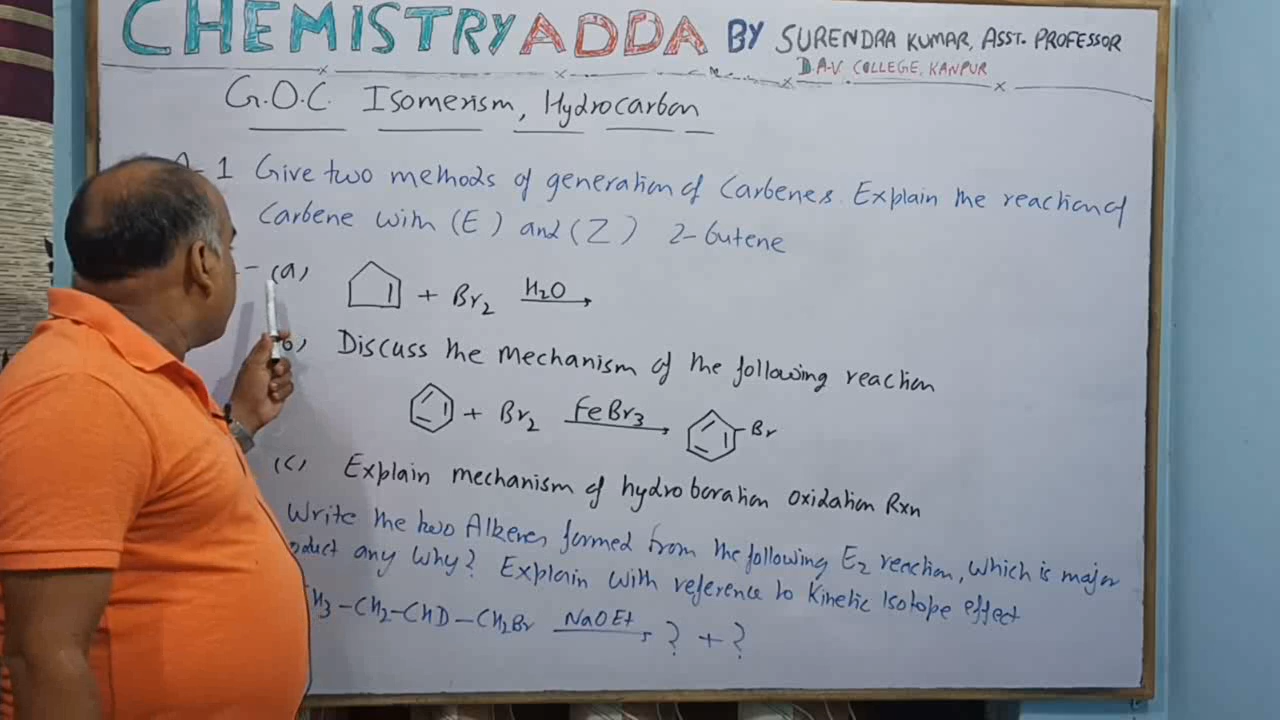 CHEMISTRY ADDA BY SURENDRA KUMAR, ASST. PROFESSOR
D.A.V COLLEGE, KANPUR
G.O.C. Isomerism, Hydrocarbon
1 Give two methods of generation of Carbenes. Explain the reaction of
Carbene with (E) and (Z) 2-butene
(a) + Br2 H2O
Discuss the mechanism of the following reaction
+ Br2 FeBr3 Br
(c) Explain mechanism of hydroboration oxidation Rxn
Write the two Alkenes formed from the following E2 reaction, which is major
any Why? Explain with reference to Kinetic Isotope effect
H3-CH2-CHD-CH2Br NaOEt ? + ?